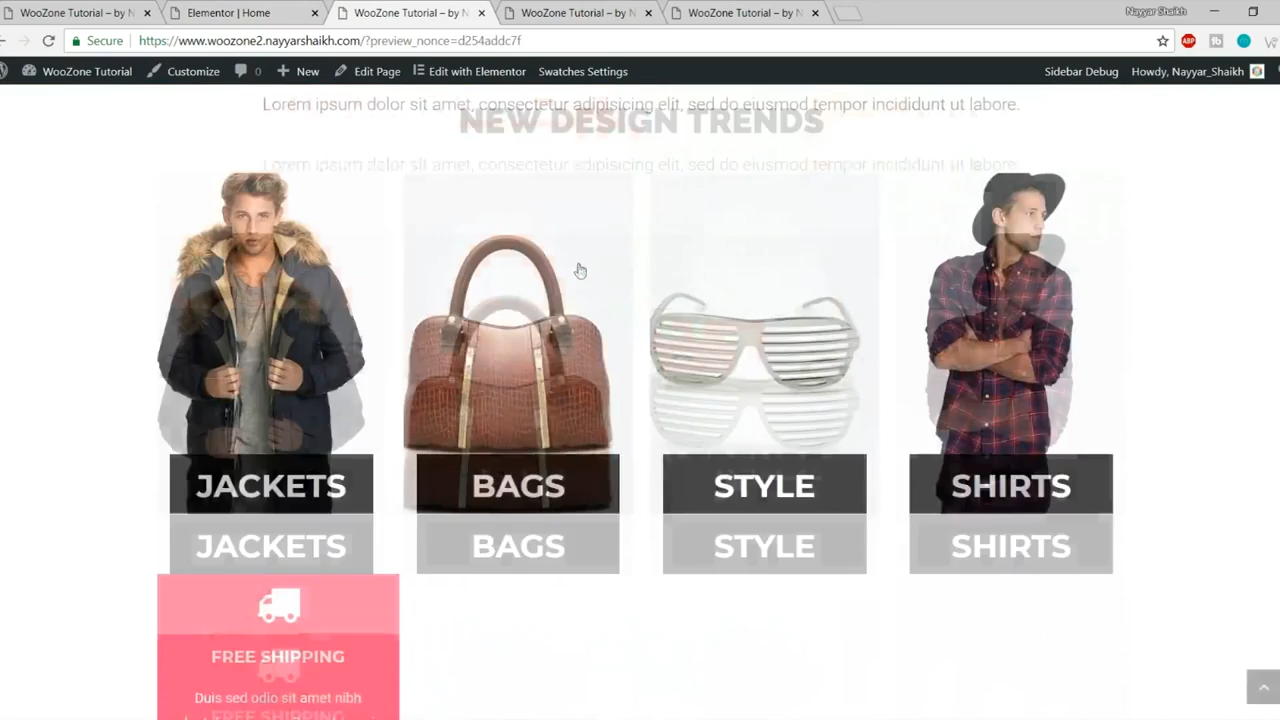 WooZone Tutorial – by N
Elementor | Home
WooZone Tutorial – by N
WooZone Tutorial – by N
WooZone Tutorial – by N
Nayyar Shaikh
Secure
https://www.woozone2.nayyarshaikh.com/?preview_nonce=d254addc7f
ABP
WooZone Tutorial
Customize
0
New
Edit Page
Edit with Elementor
Swatches Settings
Sidebar Debug
Howdy, Nayyar_Shaikh
Lorem ipsum dolor sit amet, consectetur adipisicing elit, sed do eiusmod tempor incididunt ut labore.
NEW DESIGN TRENDS
Lorem ipsum dolor sit amet, consectetur adipisicing elit, sed do eiusmod tempor incididunt ut labore.
JACKETS
BAGS
STYLE
SHIRTS
JACKETS
BAGS
STYLE
SHIRTS
FREE SHIPPING
Duis sed odio sit amet nibh
FREE SHIPPING